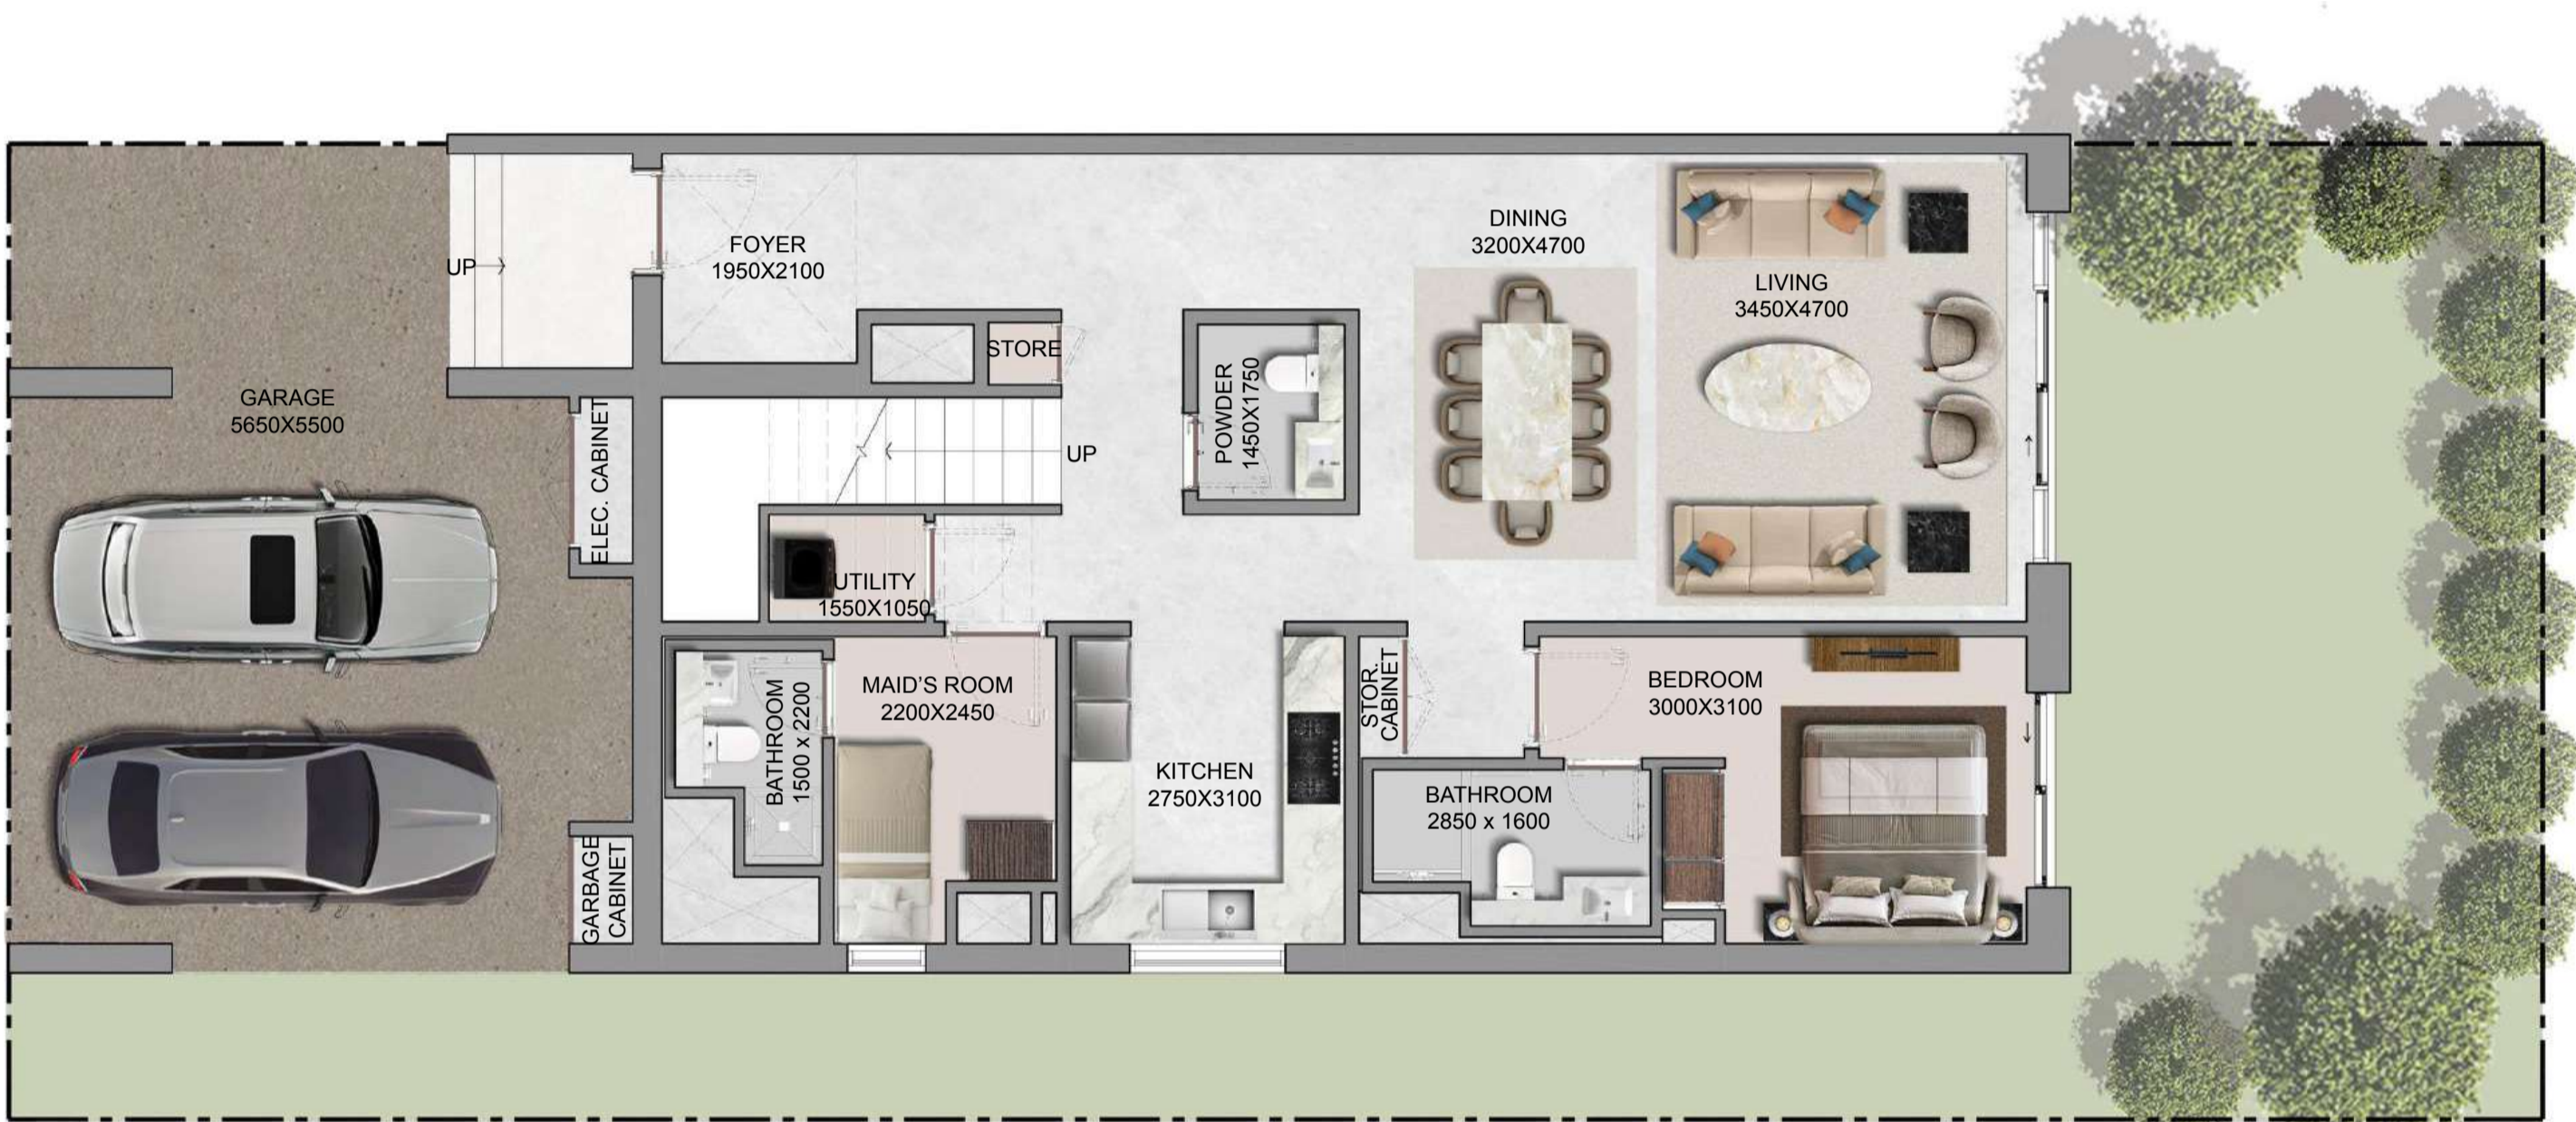 UP
FOYER
1950X2100
DINING
3200X4700
LIVING
3450X4700
STORE
GARAGE
5650X5500
ELEC. CABINET
UP
POWDER
1450X1750
UTILITY
1550X1050
BATHROOM
1500 x 2200
MAID'S ROOM
2200X2450
KITCHEN
2750X3100
STOR.
CABINET
BEDROOM
3000X3100
BATHROOM
2850 x 1600
GARBAGE
CABINET